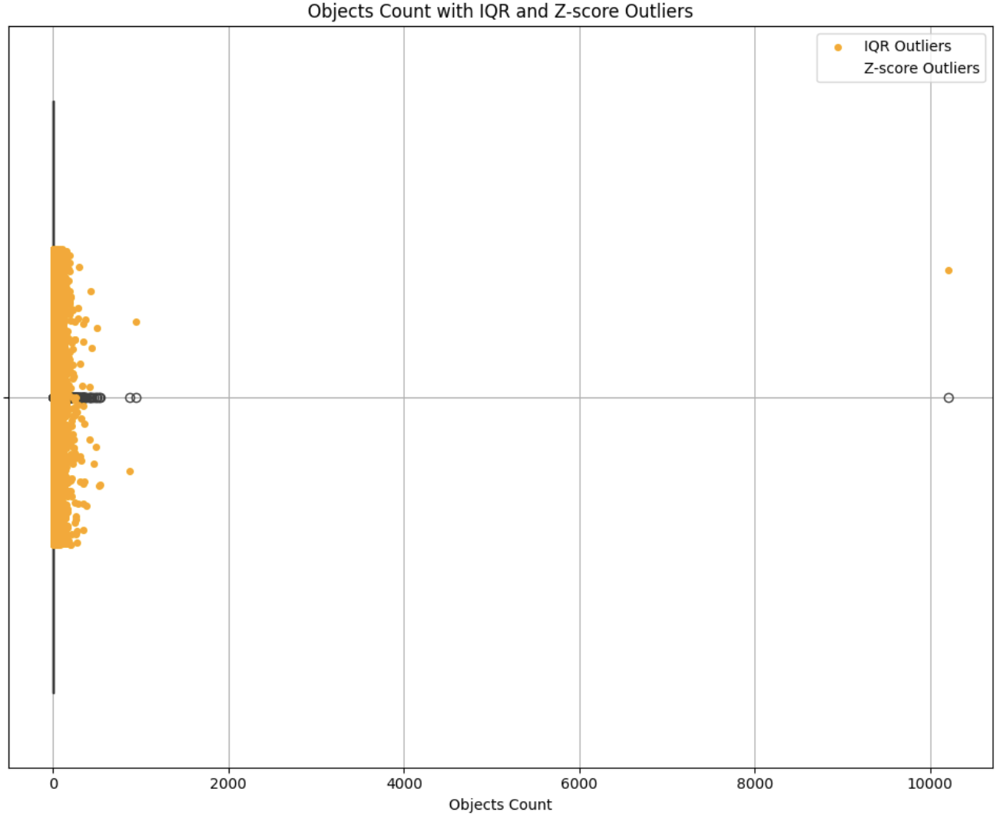 Objects Count with IQR and Z-score Outliers
IQR Outliers
Z-score Outliers
0 2000 4000 6000 8000 10000
Objects Count